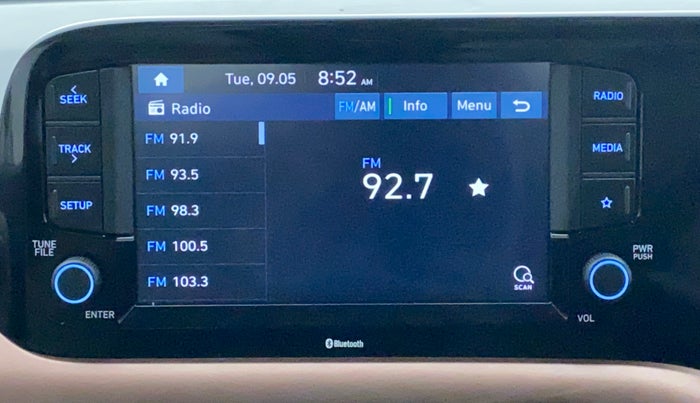 < SEEK
TRACK >
SETUP
TUNE
FILE
ENTER
Tue, 09.05 8:52 AM
Radio FM/AM Info Menu
FM 91.9
FM 93.5
FM 98.3
FM 100.5
FM 103.3
FM
92.7
SCAN
RADIO
MEDIA
PWR
PUSH
VOL
Bluetooth